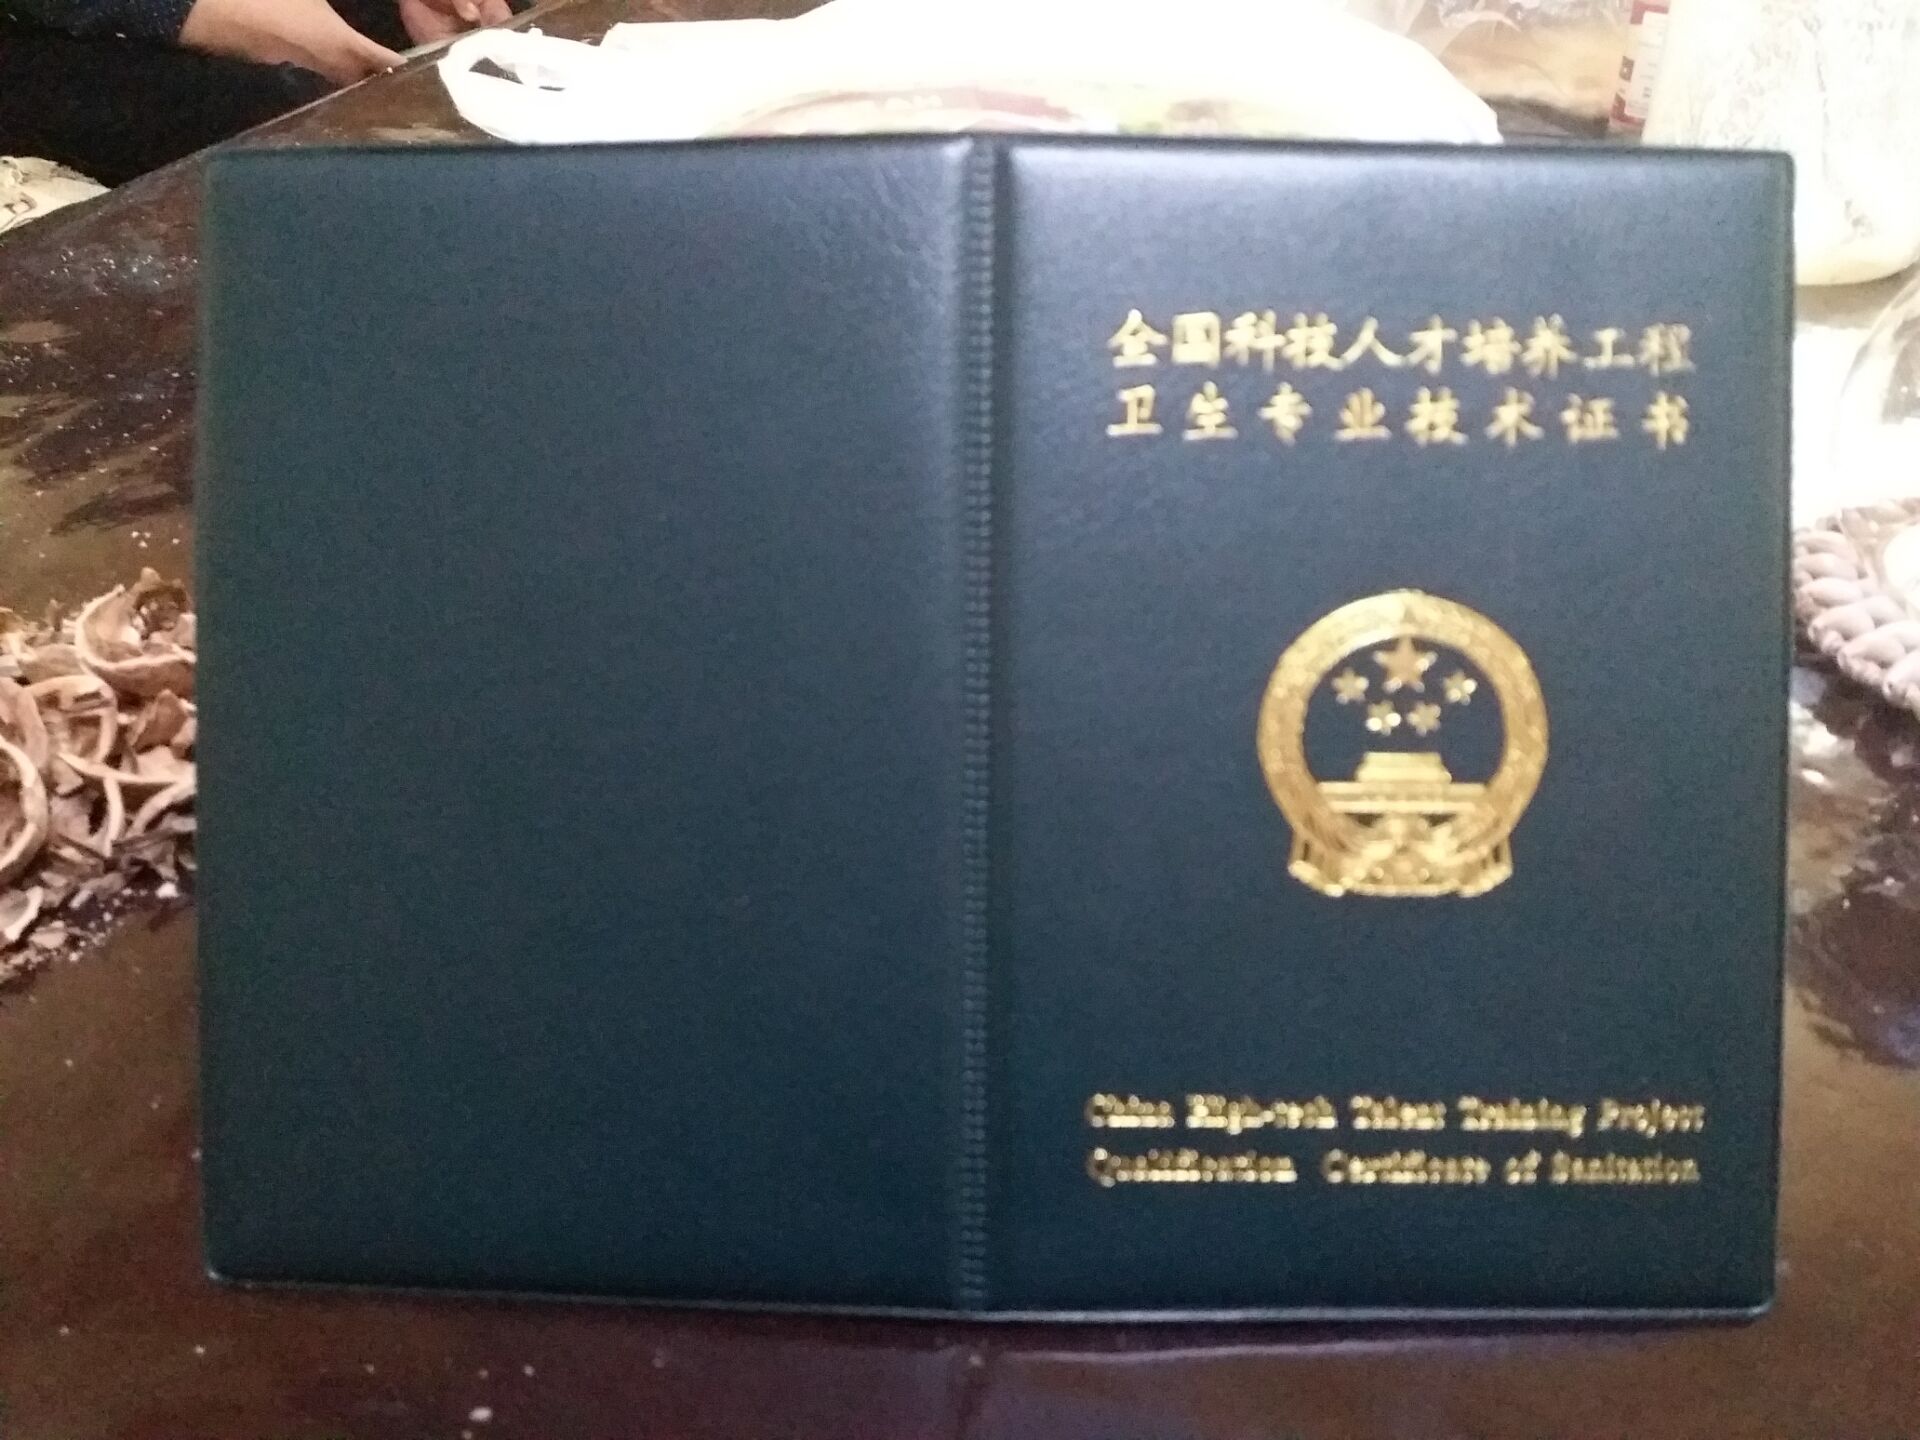 全国科技人才培养工程
卫生专业技术证书
China High-tech Talent Training Project
Qualification Certificate of Sanitation